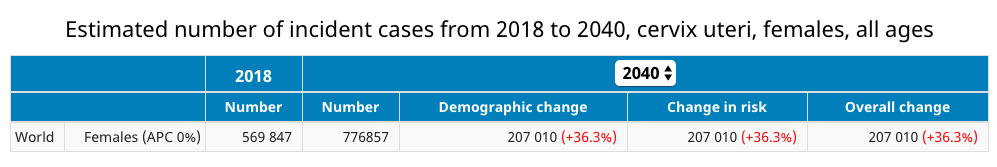 Estimated number of incident cases from 2018 to 2040, cervix uteri, females, all ages
2018 2040
Number Number Demographic change Change in risk Overall change
World Females (APC 0%) 569 847 776857 207 010 (+36.3%) 207 010 (+36.3%) 207 010 (+36.3%)